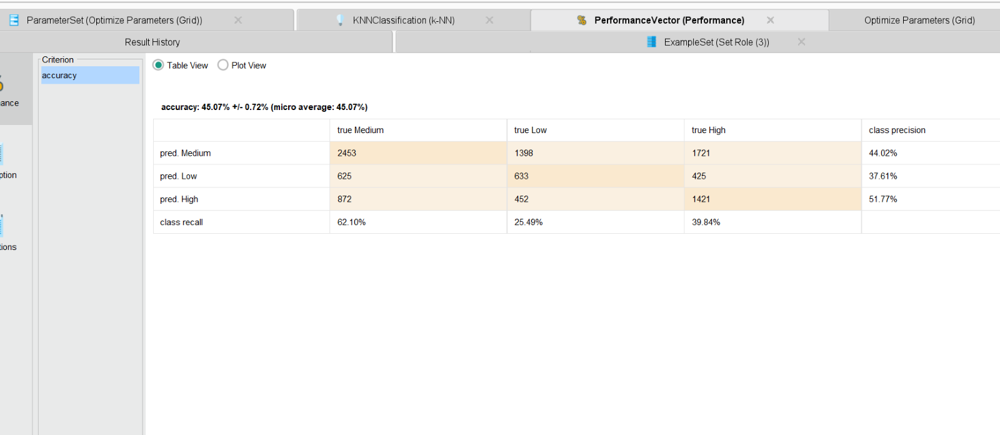 ParameterSet (Optimize Parameters (Grid)) KNNClassification (k-NN) PerformanceVector (Performance) Optimize Parameters (Grid)
Result History ExampleSet (Set Role (3))
Criterion
accuracy
ance
ption
tions
Table View Plot View
accuracy: 45.07% +/- 0.72% (micro average: 45.07%)
true Medium true Low true High class precision
pred. Medium 2453 1398 1721 44.02%
pred. Low 625 633 425 37.61%
pred. High 872 452 1421 51.77%
class recall 62.10% 25.49% 39.84%